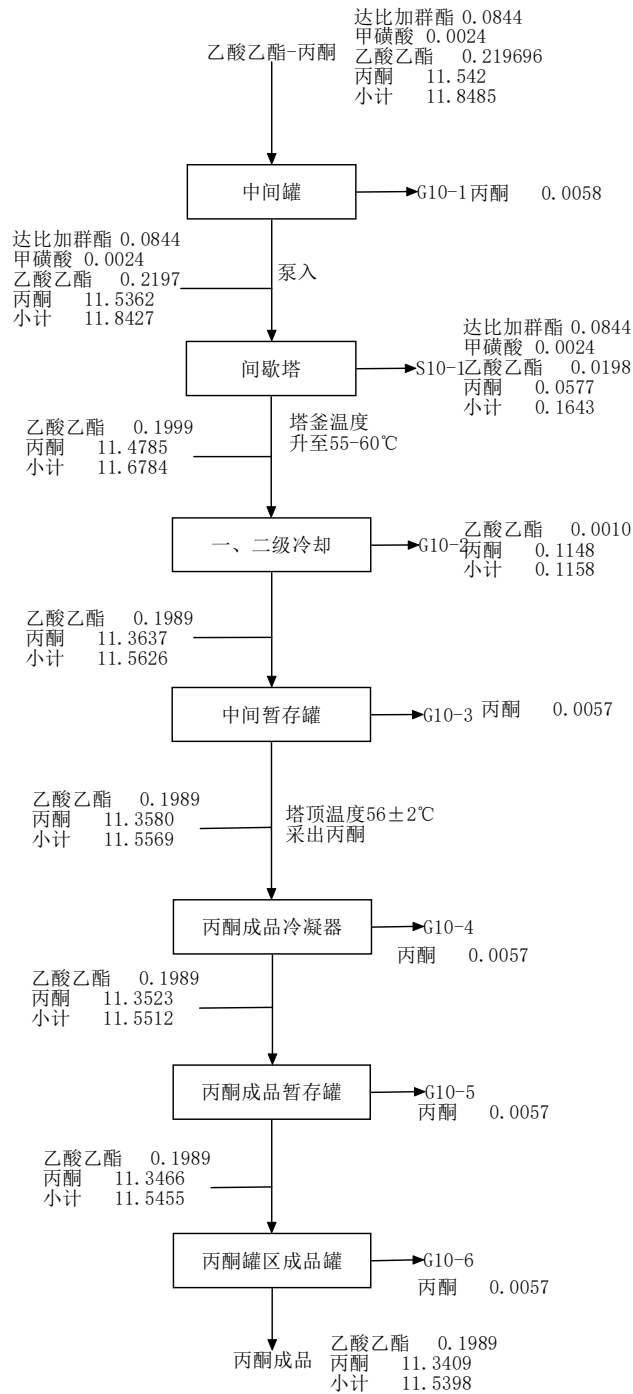 达比加群酯 0.0844
甲磺酸 0.0024
乙酸乙酯 0.219696
丙酮 11.542
小计 11.8485
乙酸乙酯-丙酮
中间罐
G10-1 丙酮 0.0058
达比加群酯 0.0844
甲磺酸 0.0024
乙酸乙酯 0.2197
丙酮 11.5362
小计 11.8427
泵入
间歇塔
S10-1
达比加群酯 0.0844
甲磺酸 0.0024
乙酸乙酯 0.0198
丙酮 0.0577
小计 0.1643
乙酸乙酯 0.1999
丙酮 11.4785
小计 11.6784
塔釜温度
升至55-60℃
一、二级冷却
G10-2
乙酸乙酯 0.0010
丙酮 0.1148
小计 0.1158
乙酸乙酯 0.1989
丙酮 11.3637
小计 11.5626
中间暂存罐
G10-3 丙酮 0.0057
乙酸乙酯 0.1989
丙酮 11.3580
小计 11.5569
塔顶温度56±2℃
采出丙酮
丙酮成品冷凝器
G10-4
丙酮 0.0057
乙酸乙酯 0.1989
丙酮 11.3523
小计 11.5512
丙酮成品暂存罐
G10-5
丙酮 0.0057
乙酸乙酯 0.1989
丙酮 11.3466
小计 11.5455
丙酮罐区成品罐
G10-6
丙酮 0.0057
丙酮成品
乙酸乙酯 0.1989
丙酮 11.3409
小计 11.5398